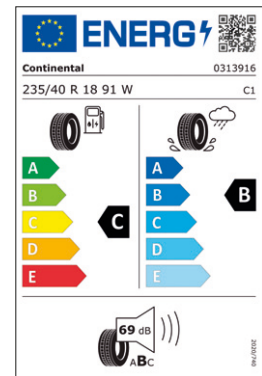 ENERG
Continental 0313916
235/40 R 18 91 W C1
A A
B B B
C C C
D D
E E
69 dB
ABC
2020/740